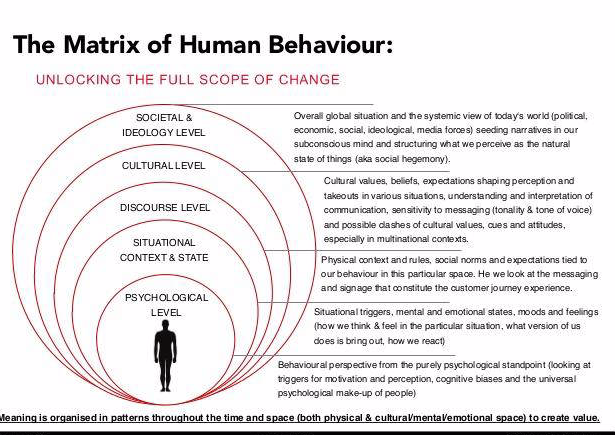 The Matrix of Human Behaviour:
UNLOCKING THE FULL SCOPE OF CHANGE
SOCIETAL &
IDEOLOGY LEVEL
Overall global situation and the systemic view of today's world (political,
economic, social, ideological, media forces) seeding narratives in our
subconscious mind and structuring what we perceive as the natural
state of things (aka social hegemony).
CULTURAL LEVEL
Cultural values, beliefs, expectations shaping perception and
takeouts in various situations, understanding and interpretation of
communication, sensitivity to messaging (tonality & tone of voice)
and possible clashes of cultural values, cues and attitudes,
especially in multinational contexts.
DISCOURSE LEVEL
Physical context and rules, social norms and expectations tied to
our behaviour in this particular space. He we look at the messaging
and signage that constitute the customer journey experience.
SITUATIONAL
CONTEXT & STATE
Situational triggers, mental and emotional states, moods and feelings
(how we think & feel in the particular situation, what version of us
does is bring out, how we react)
PSYCHOLOGICAL
LEVEL
Behavioural perspective from the purely psychological standpoint (looking at
triggers for motivation and perception, cognitive biases and the universal
psychological make-up of people)
Meaning is organised in patterns throughout the time and space (both physical & cultural/mental/emotional space) to create value.